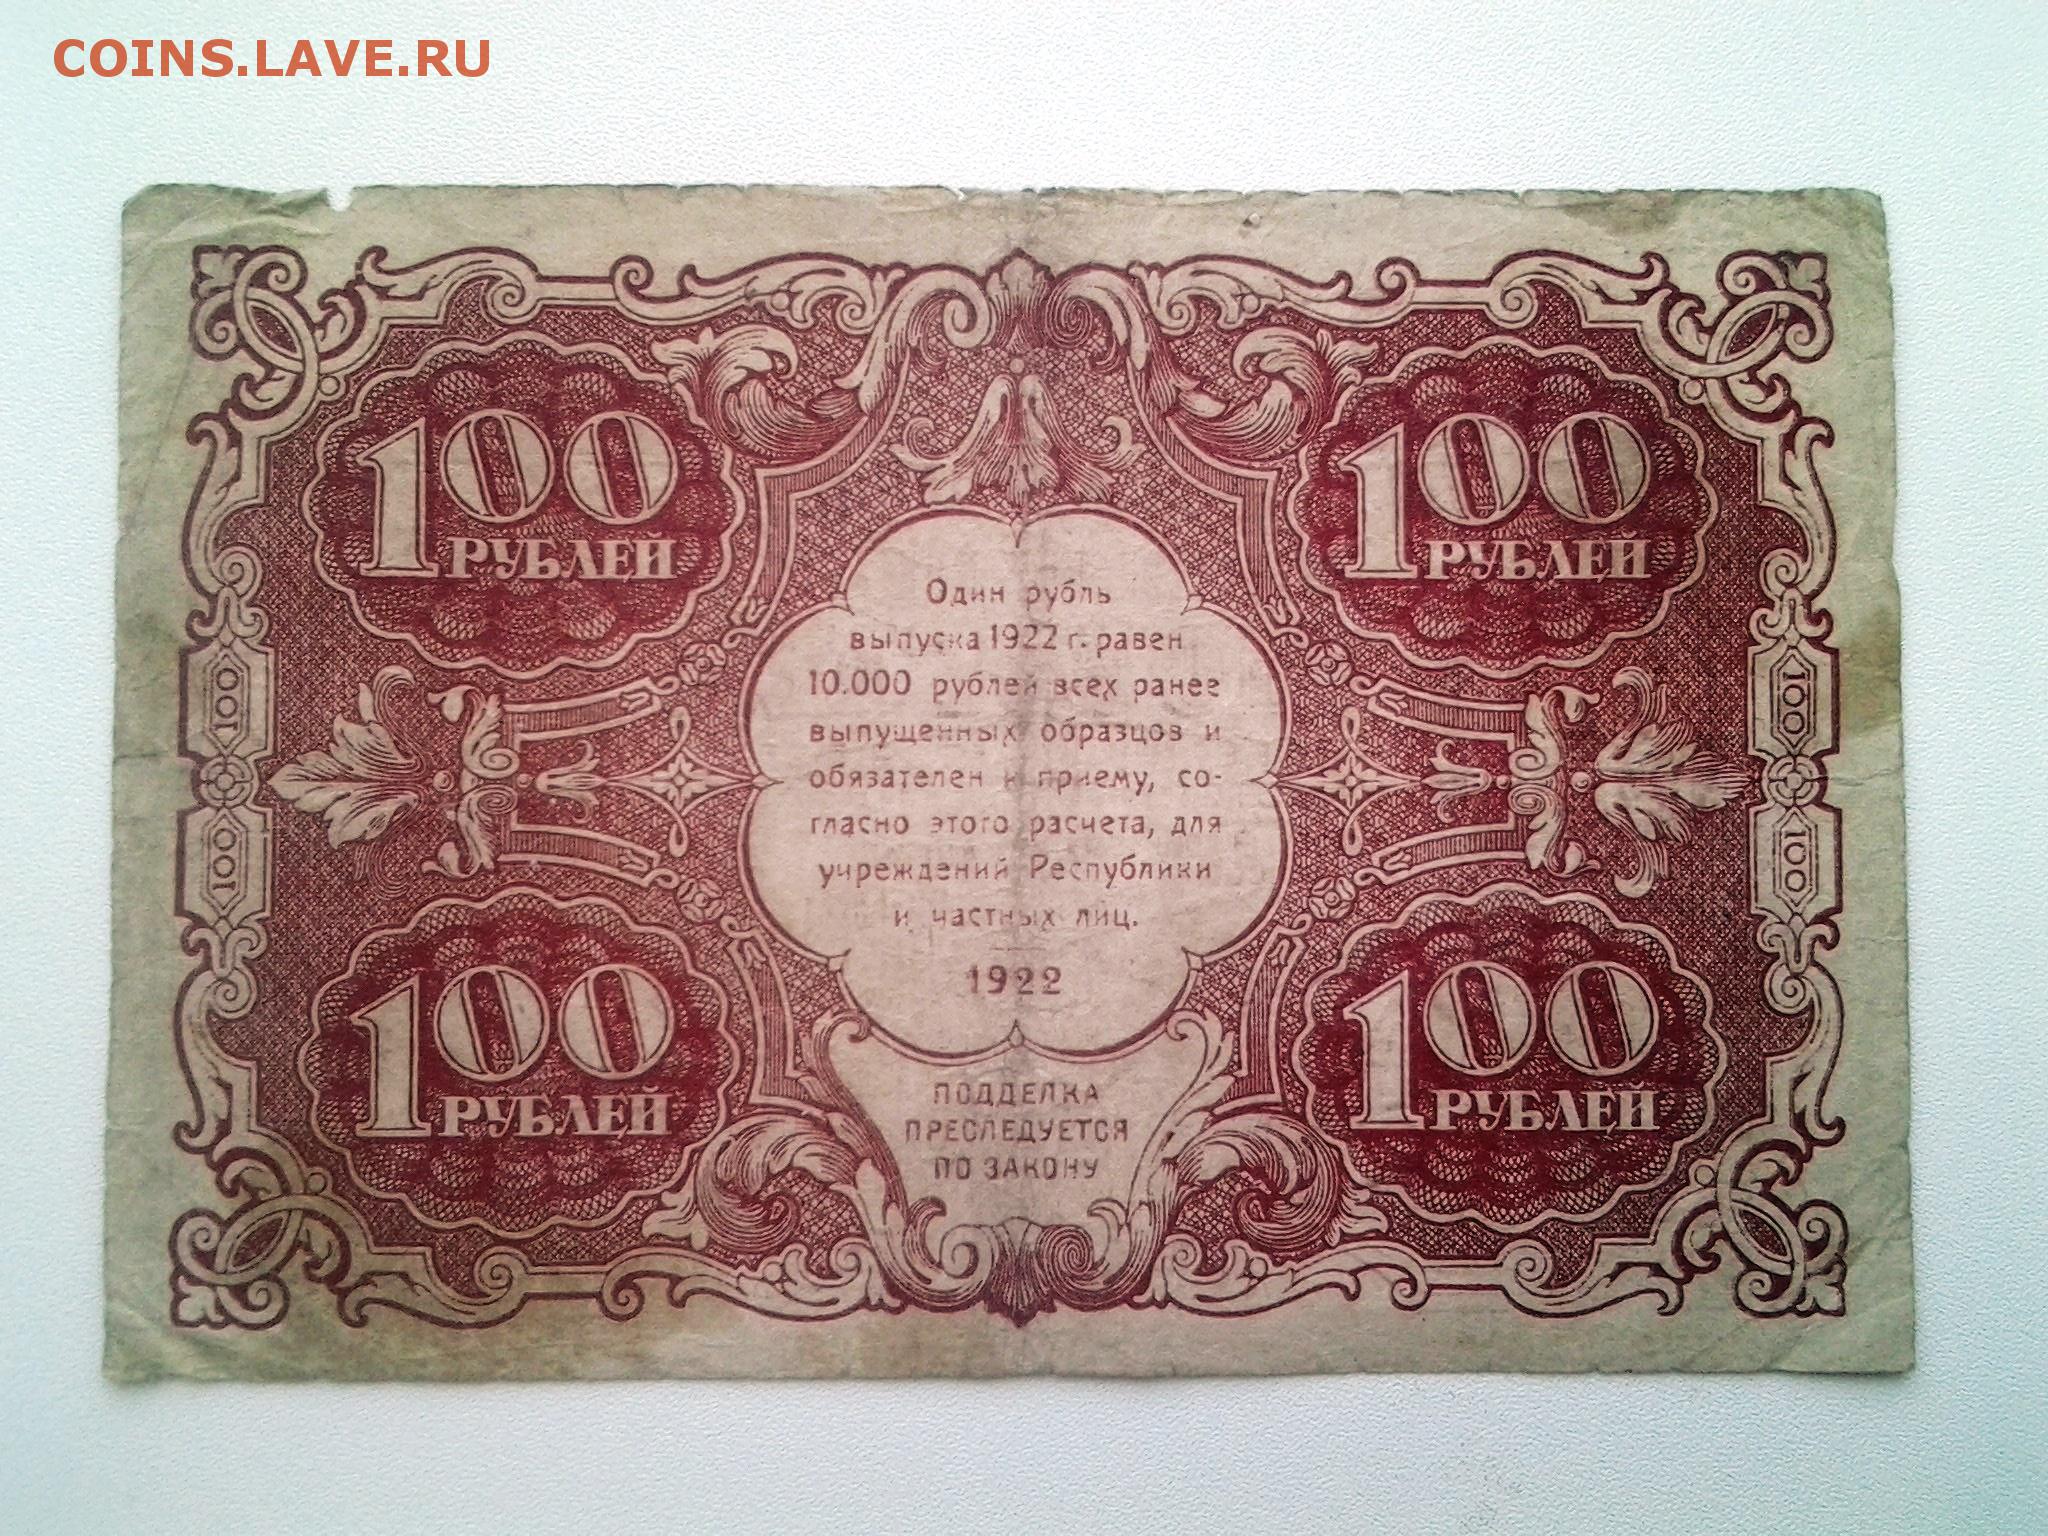 COINS.LAVE.RU
100
РУБЛЕЙ
100
РУБЛЕЙ
Один рубль
выпуска 1922 г. равен
10.000 рублей всех ранее
выпущенных образцов и
обязателен к приему, со-
гласно этого расчета, для
учреждений Республики
и частных лиц.
1922
100
100
100
100
100
РУБЛЕЙ
100
РУБЛЕЙ
ПОДДЕЛКА
ПРЕСЛЕДУЕТСЯ
ПО ЗАКОНУ